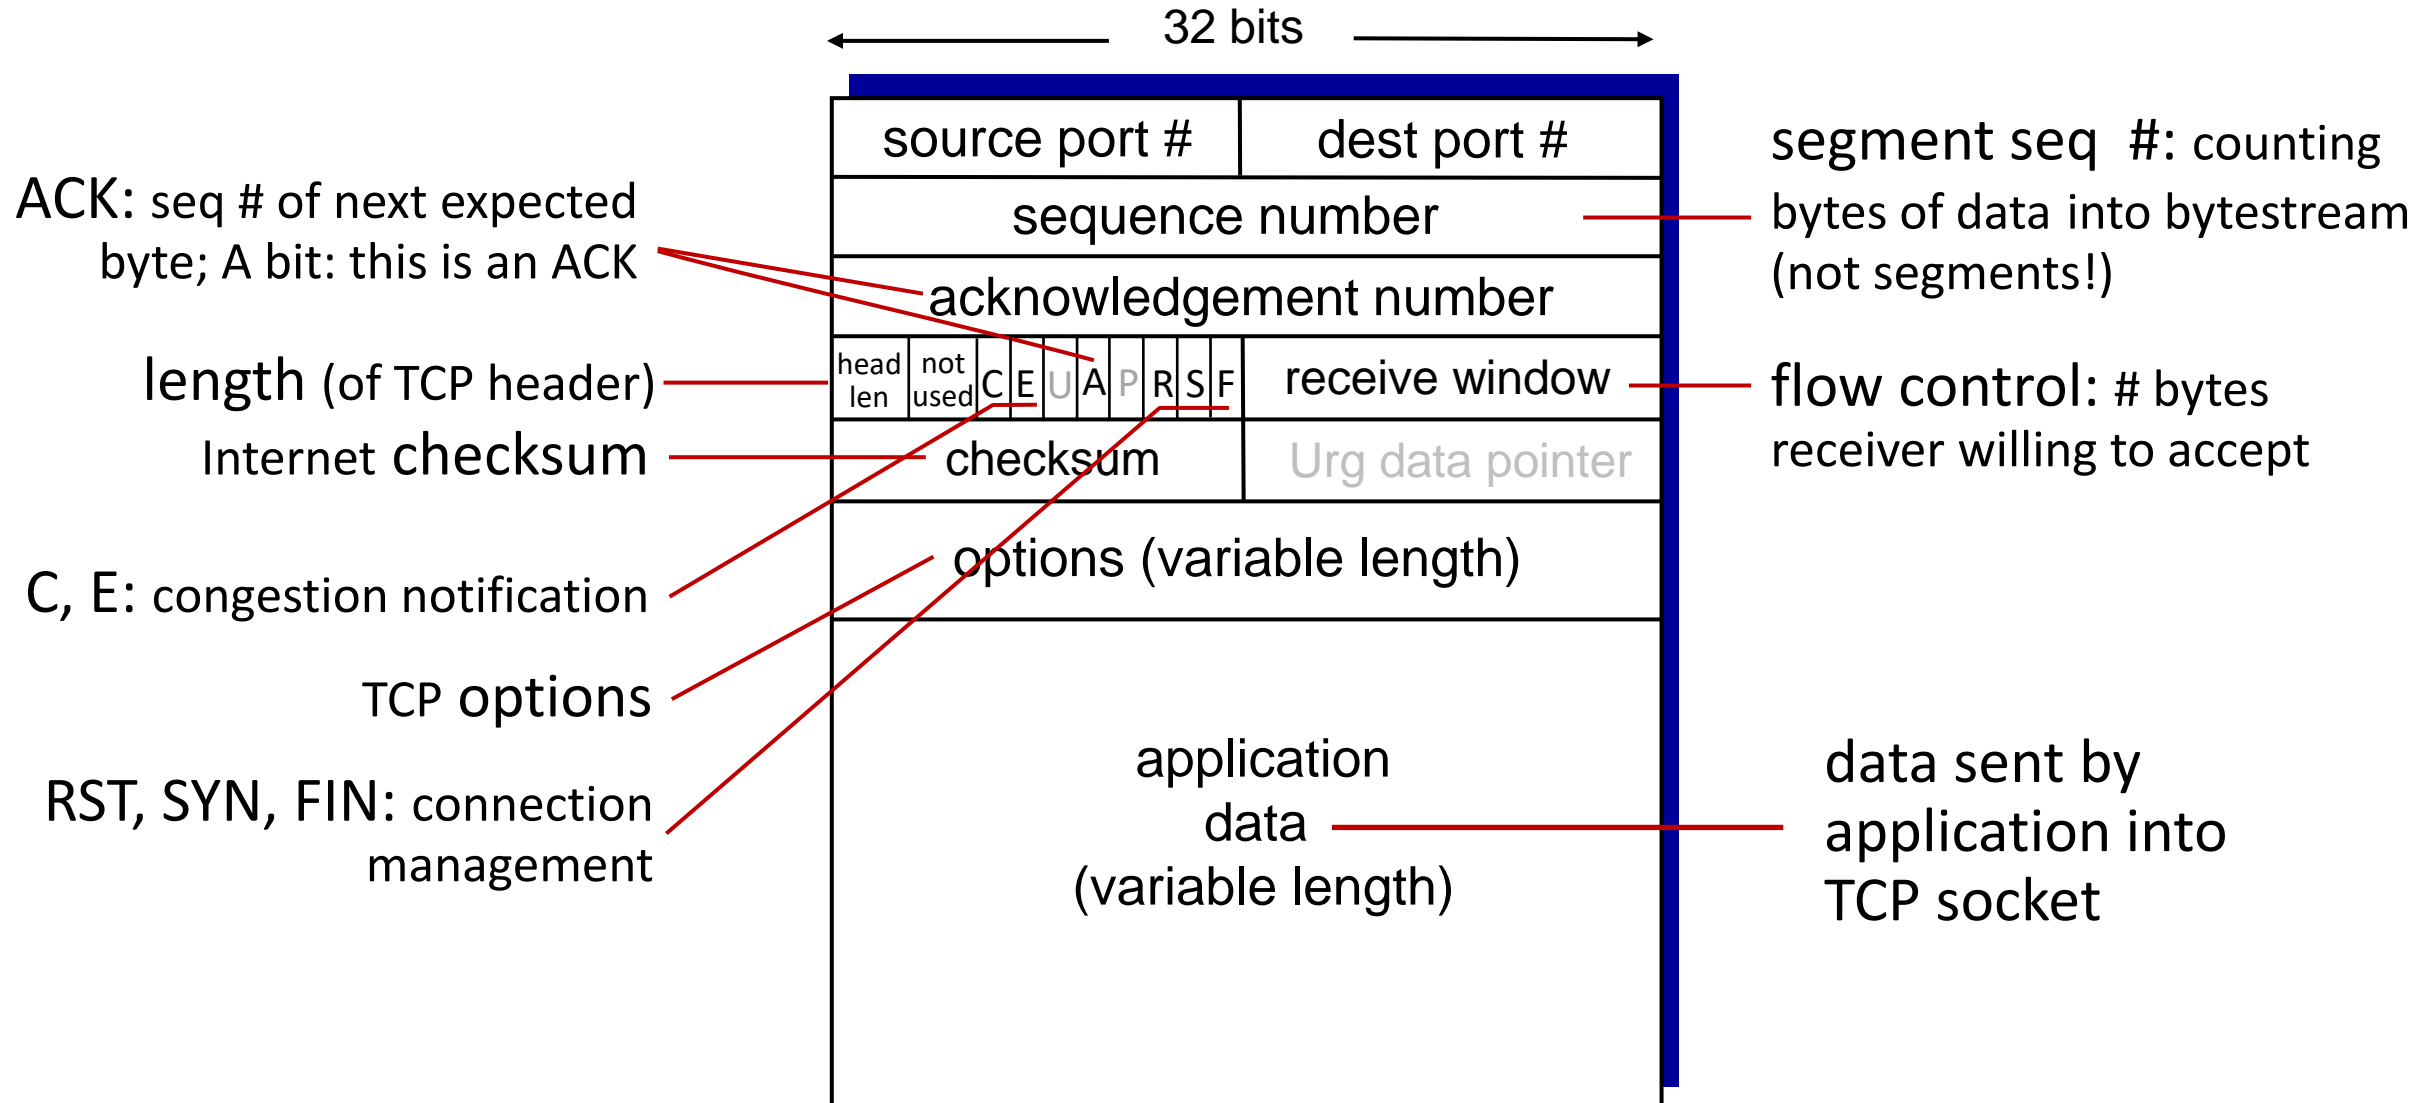 32 bits
source port #
dest port #
sequence number
acknowledgement number
head
len
not
used
C E U A P R S F
receive window
checksum
Urg data pointer
options (variable length)
application
data
(variable length)
ACK: seq # of next expected
byte; A bit: this is an ACK
length (of TCP header)
Internet checksum
C, E: congestion notification
TCP options
RST, SYN, FIN: connection
management
segment seq #: counting
bytes of data into bytestream
(not segments!)
flow control: # bytes
receiver willing to accept
data sent by
application into
TCP socket